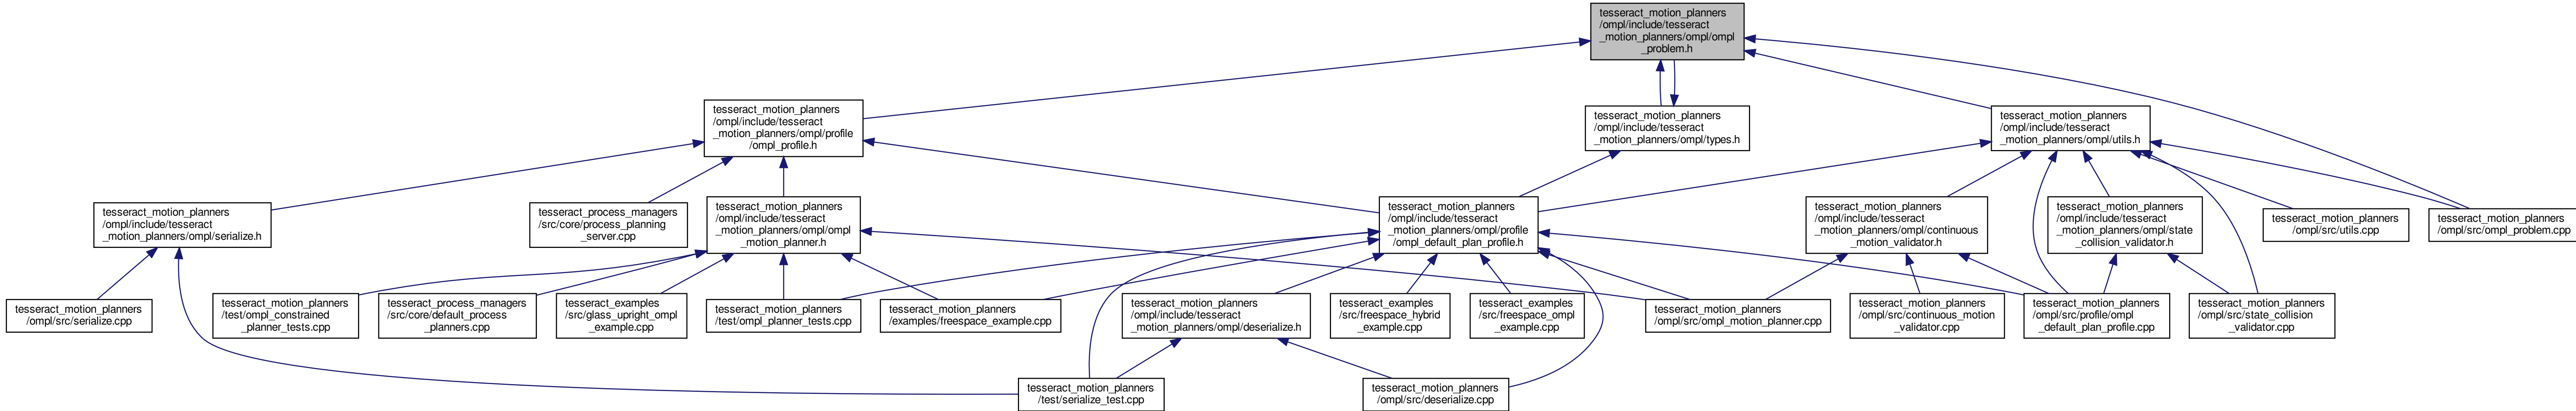 tesseract_motion_planners
/ompl/include/tesseract
_motion_planners/ompl/ompl
_problem.h
tesseract_motion_planners
/ompl/include/tesseract
_motion_planners/ompl/profile
/ompl_profile.h
tesseract_motion_planners
/ompl/include/tesseract
_motion_planners/ompl/types.h
tesseract_motion_planners
/ompl/include/tesseract
_motion_planners/ompl/utils.h
tesseract_motion_planners
/ompl/include/tesseract
_motion_planners/ompl/serialize.h
tesseract_process_managers
/src/core/process_planning
_server.cpp
tesseract_motion_planners
/ompl/include/tesseract
_motion_planners/ompl/ompl
_motion_planner.h
tesseract_motion_planners
/ompl/include/tesseract
_motion_planners/ompl/profile
/ompl_default_plan_profile.h
tesseract_motion_planners
/ompl/include/tesseract
_motion_planners/ompl/continuous
_motion_validator.h
tesseract_motion_planners
/ompl/include/tesseract
_motion_planners/ompl/state
_collision_validator.h
tesseract_motion_planners
/ompl/src/utils.cpp
tesseract_motion_planners
/ompl/src/ompl_problem.cpp
tesseract_motion_planners
/ompl/src/serialize.cpp
tesseract_motion_planners
/test/ompl_constrained
_planner_tests.cpp
tesseract_process_managers
/src/core/default_process
_planners.cpp
tesseract_examples
/src/glass_upright_ompl
_example.cpp
tesseract_motion_planners
/test/ompl_planner_tests.cpp
tesseract_motion_planners
/examples/freespace_example.cpp
tesseract_motion_planners
/ompl/include/tesseract
_motion_planners/ompl/deserialize.h
tesseract_examples
/src/freespace_hybrid
_example.cpp
tesseract_examples
/src/freespace_ompl
_example.cpp
tesseract_motion_planners
/ompl/src/ompl_motion_planner.cpp
tesseract_motion_planners
/ompl/src/continuous_motion
_validator.cpp
tesseract_motion_planners
/ompl/src/profile/ompl
_default_plan_profile.cpp
tesseract_motion_planners
/ompl/src/state_collision
_validator.cpp
tesseract_motion_planners
/test/serialize_test.cpp
tesseract_motion_planners
/ompl/src/deserialize.cpp